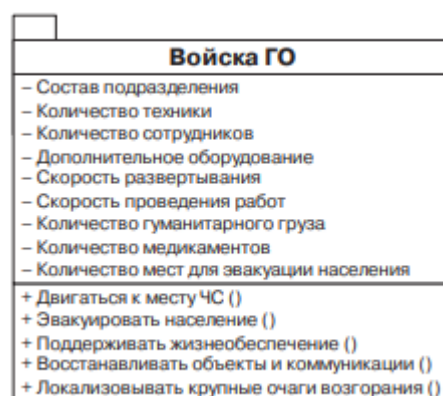 Войска ГО
– Состав подразделения
– Количество техники
– Количество сотрудников
– Дополнительное оборудование
– Скорость развертывания
– Скорость проведения работ
– Количество гуманитарного груза
– Количество медикаментов
– Количество мест для эвакуации населения
+ Двигаться к месту ЧС ()
+ Эвакуировать население ()
+ Поддерживать жизнеобеспечение ()
+ Восстанавливать объекты и коммуникации ()
+ Локализовывать крупные очаги возгорания ()